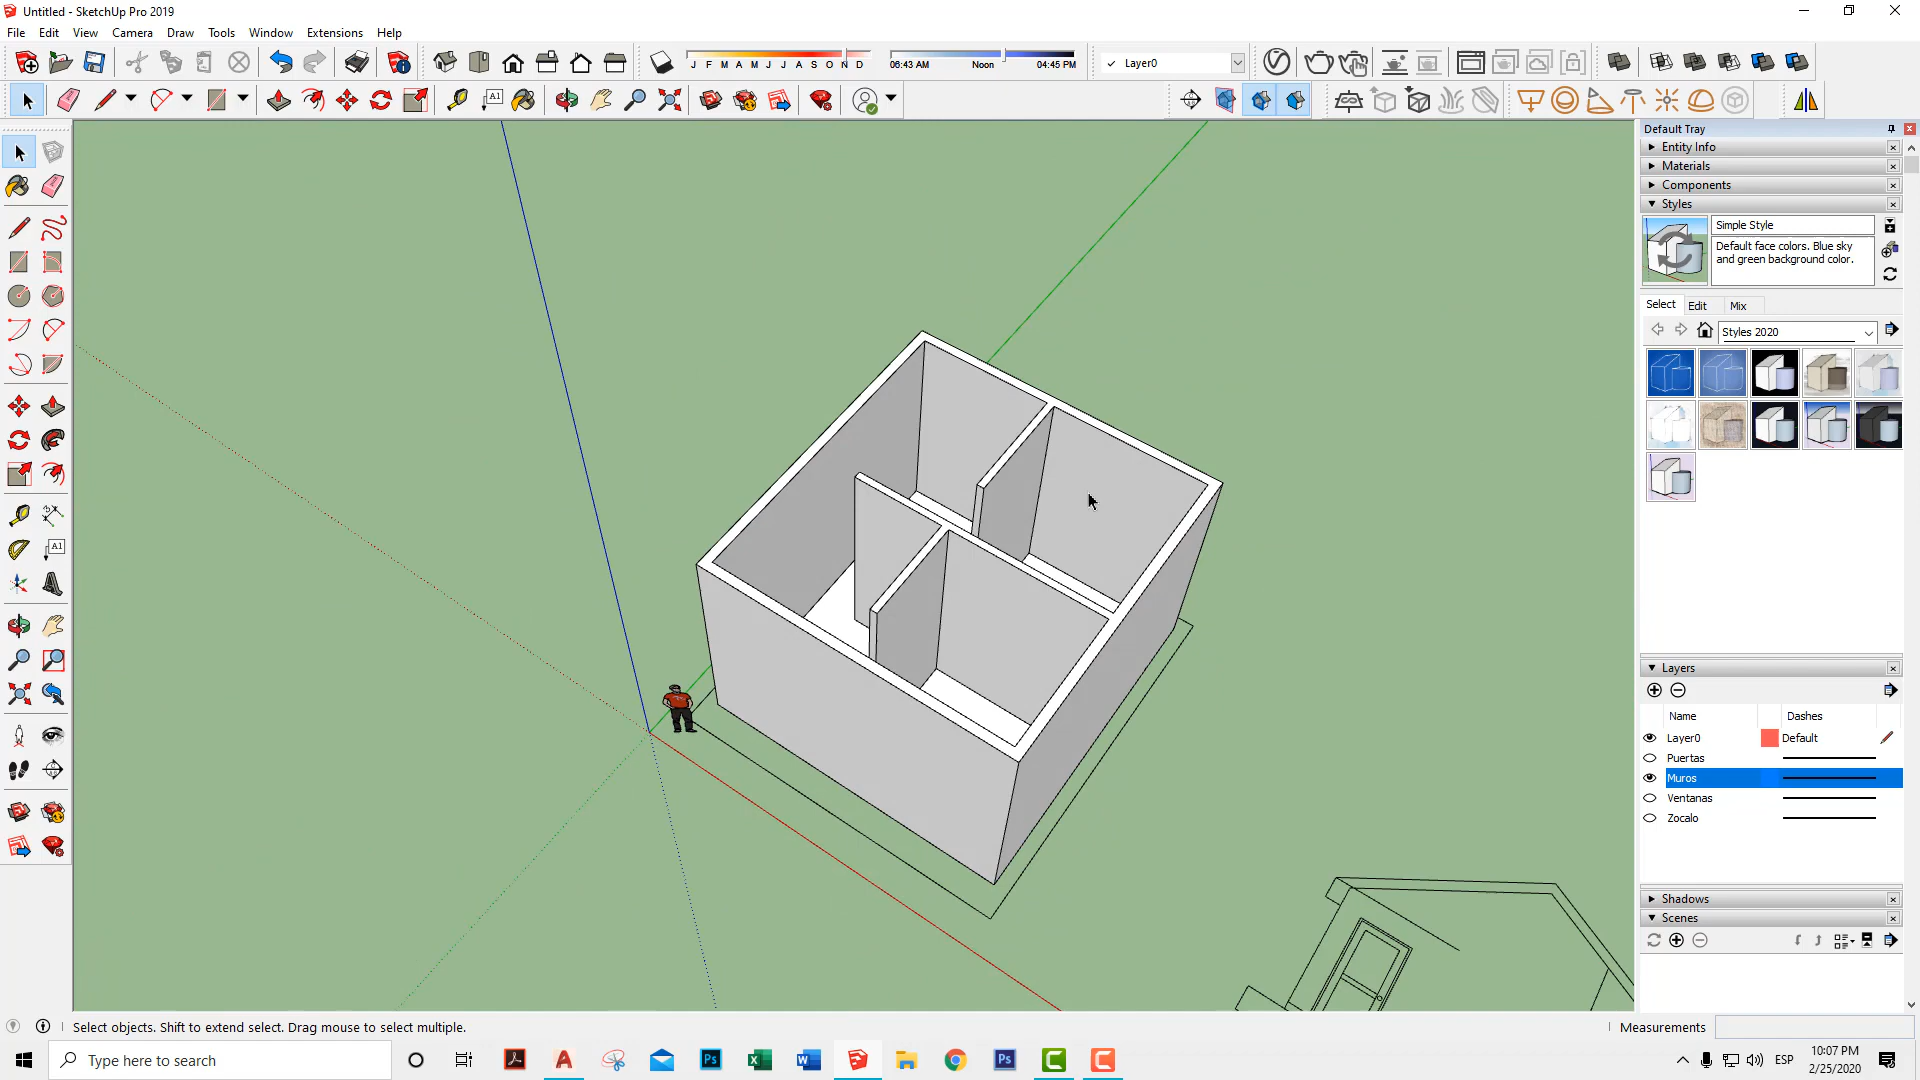 Untitled - SketchUp Pro 2019
File Edit View Camera Draw Tools Window Extensions Help
J F M A M J J A S O N D
06:43 AM Noon 04:45 PM
✓ Layer0
A1
Default Tray
Entity Info
Materials
Components
Styles
Simple Style
Default face colors. Blue sky
and green background color.
Select Edit Mix
Styles 2020
A1
Layers
Name Dashes
Layer0 Default
Puertas
Muros
Ventanas
Zocalo
Shadows
Scenes
Select objects. Shift to extend select. Drag mouse to select multiple.
Measurements
Type here to search
Ps
Ps
ESP
10:07 PM
2/25/2020